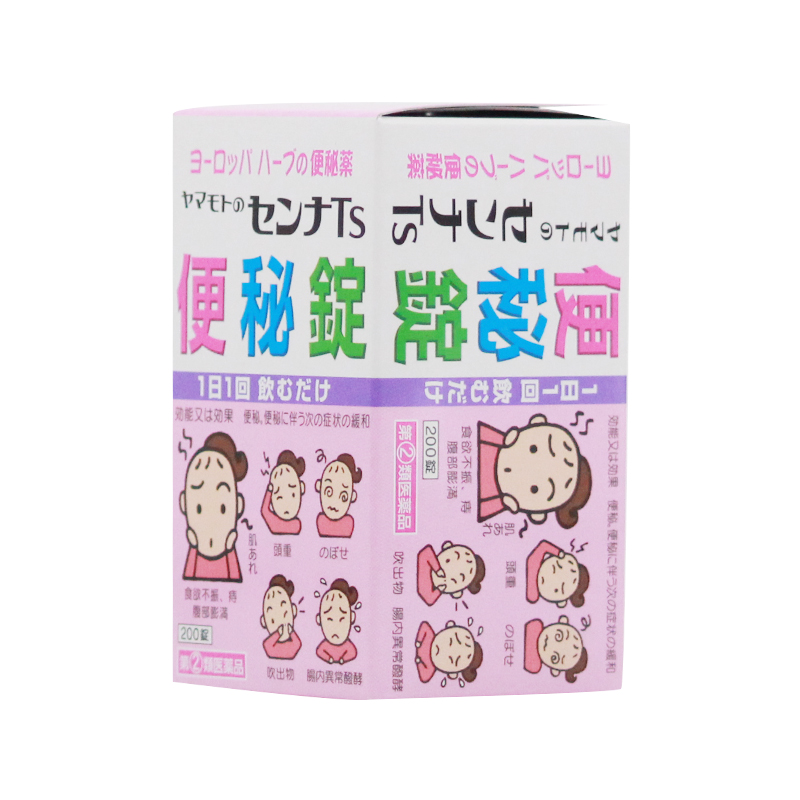 ヨーロッパ ハーブの便秘薬
ヤマモトの センナTS
便秘錠
1日1回 飲むだけ
効能又は効果 便秘。便秘に伴う次の症状の緩和
肌あれ
頭重
のぼせ
食欲不振、痔
腹部膨満
吹出物
腸内異常醗酵
200錠
第②類医薬品
ヨーロッパ ハーブの便秘薬
ヤマモトの センナTS
便秘錠
1日1回 飲むだけ
効能又は効果 便秘。便秘に伴う次の症状の緩和
肌あれ
頭重
のぼせ
食欲不振、痔
腹部膨満
吹出物
腸内異常醗酵
200錠
第②類医薬品